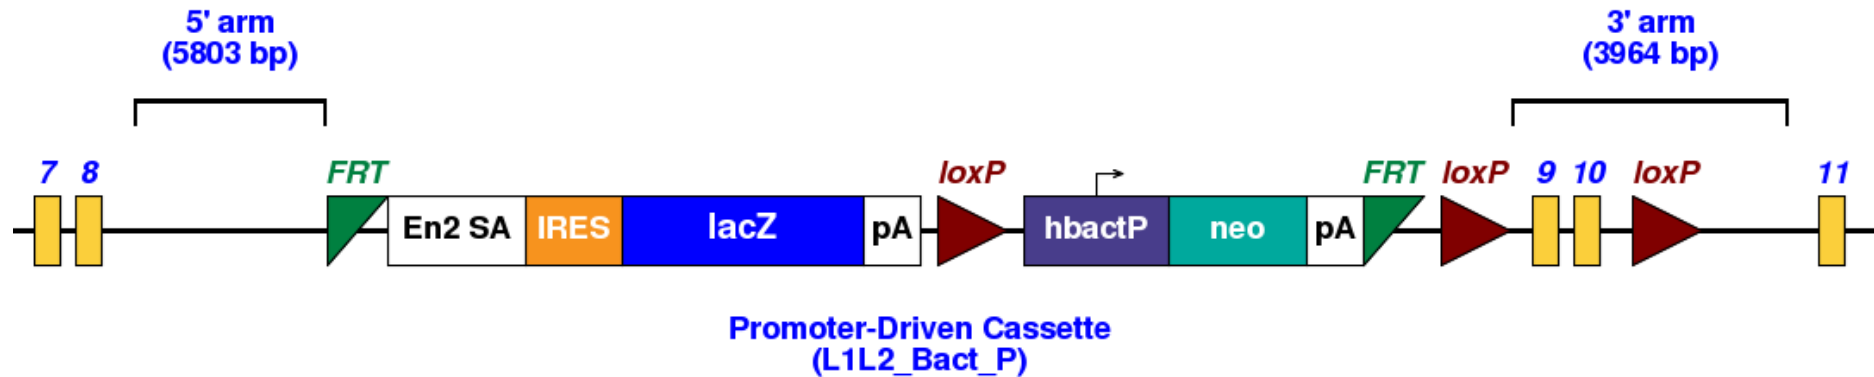 5' arm
(5803 bp)
3' arm
(3964 bp)
7 8 FRT loxP FRT loxP 9 10 loxP 11
En2 SA IRES lacZ pA hbactP neo pA
Promoter-Driven Cassette
(L1L2_Bact_P)